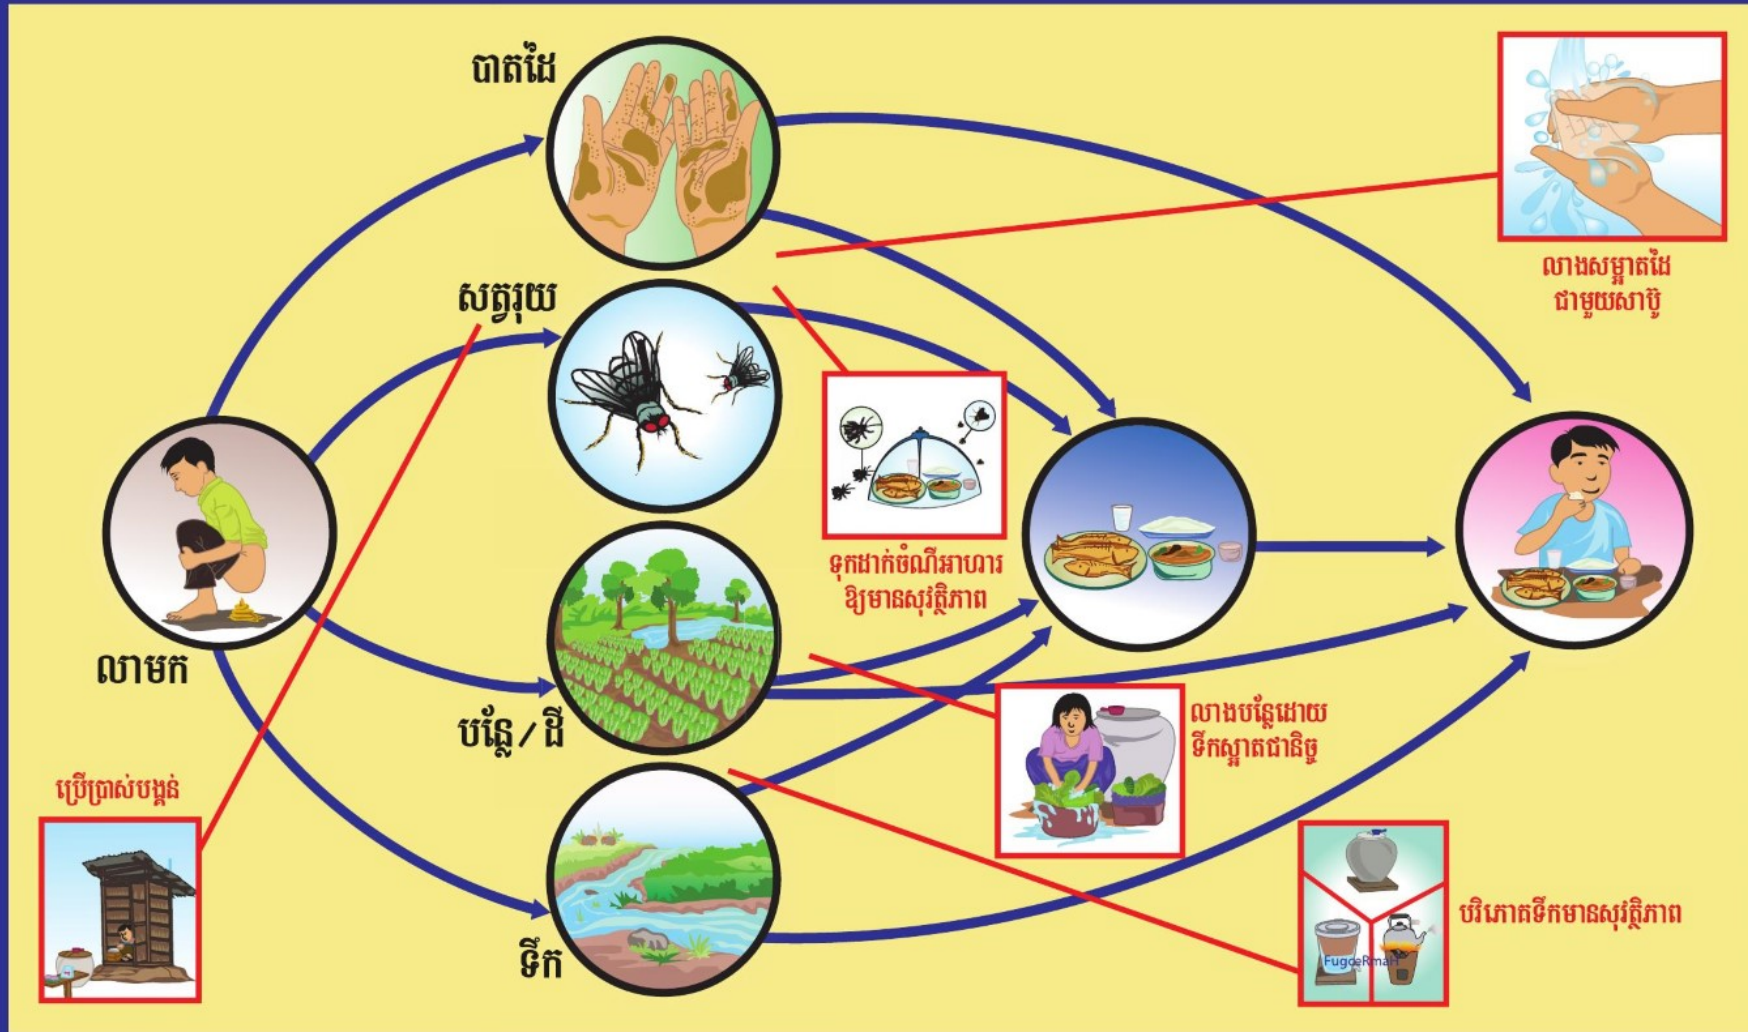 បាតដៃ
លាងសម្អាតដៃ
ជាមួយសាប៊ូ
សត្វរុយ
ទុកដាក់ចំណីអាហារ
ឱ្យមានសុវត្ថិភាព
លាមក
បន្លែ / ដី
លាងបន្លែដោយ
ទឹកស្អាតជានិច្ច
ប្រើប្រាស់បង្គន់
បរិភោគទឹកមានសុវត្ថិភាព
ទឹក